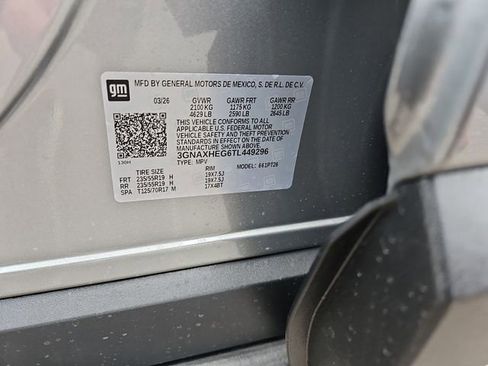 gm
MFD BY GENERAL MOTORS DE MEXICO, S. DE R.L. DE C.V.
03/26 GVWR GAWR FRT GAWR RR
2100 KG 1175 KG 1200 KG
4629 LB 2590 LB 2645 LB
THIS VEHICLE CONFORMS TO ALL
APPLICABLE U.S. FEDERAL MOTOR
VEHICLE SAFETY AND THEFT PREVENTION
STANDARDS IN EFFECT ON THE DATE OF
MANUFACTURE SHOWN ABOVE.
3GNAXHEG6TL449296
TYPE: MPV 661PT26
TIRE SIZE RIM
FRT 235/55R19 H 19X7.5J
RR 235/55R19 H 19X7.5J
SPA T125/70R17 M 17X4BT